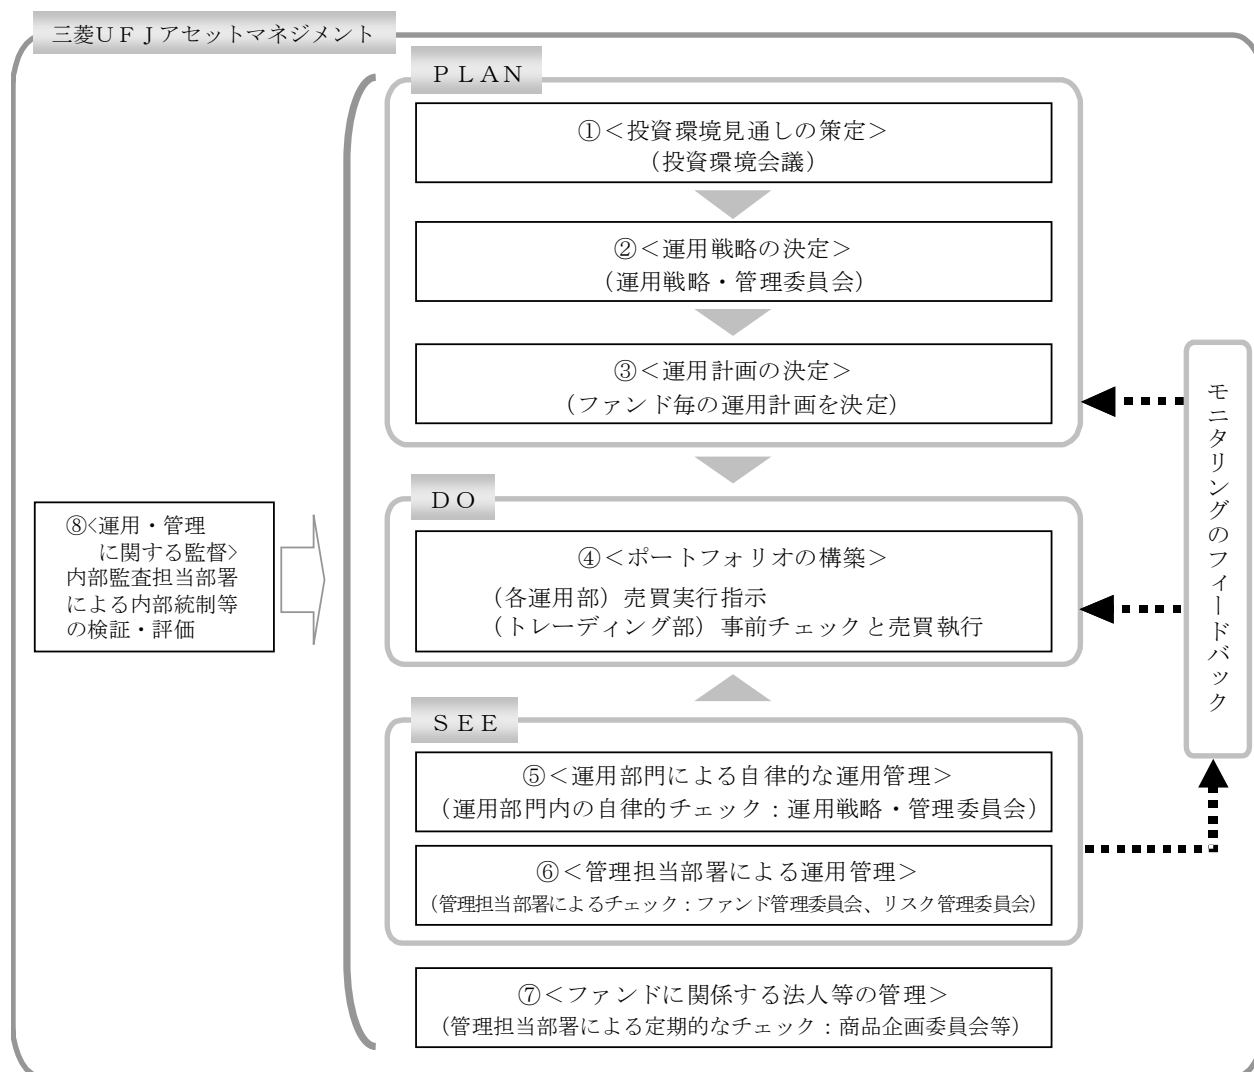 三菱UFJアセットマネジメント
PLAN
①＜投資環境見通しの策定＞
（投資環境会議）
②＜運用戦略の決定＞
（運用戦略・管理委員会）
③＜運用計画の決定＞
（ファンド毎の運用計画を決定）
DO
④＜ポートフォリオの構築＞
（各運用部）売買実行指示
（トレーディング部）事前チェックと売買執行
SEE
⑤＜運用部門による自律的な運用管理＞
（運用部門内の自律的チェック：運用戦略・管理委員会）
⑥＜管理担当部署による運用管理＞
（管理担当部署によるチェック：ファンド管理委員会、リスク管理委員会）
⑦＜ファンドに関係する法人等の管理＞
（管理担当部署による定期的なチェック：商品企画委員会等）
⑧<運用・管理
に関する監督>
内部監査担当部署
による内部統制等
の検証・評価
モニタリングのフィードバック